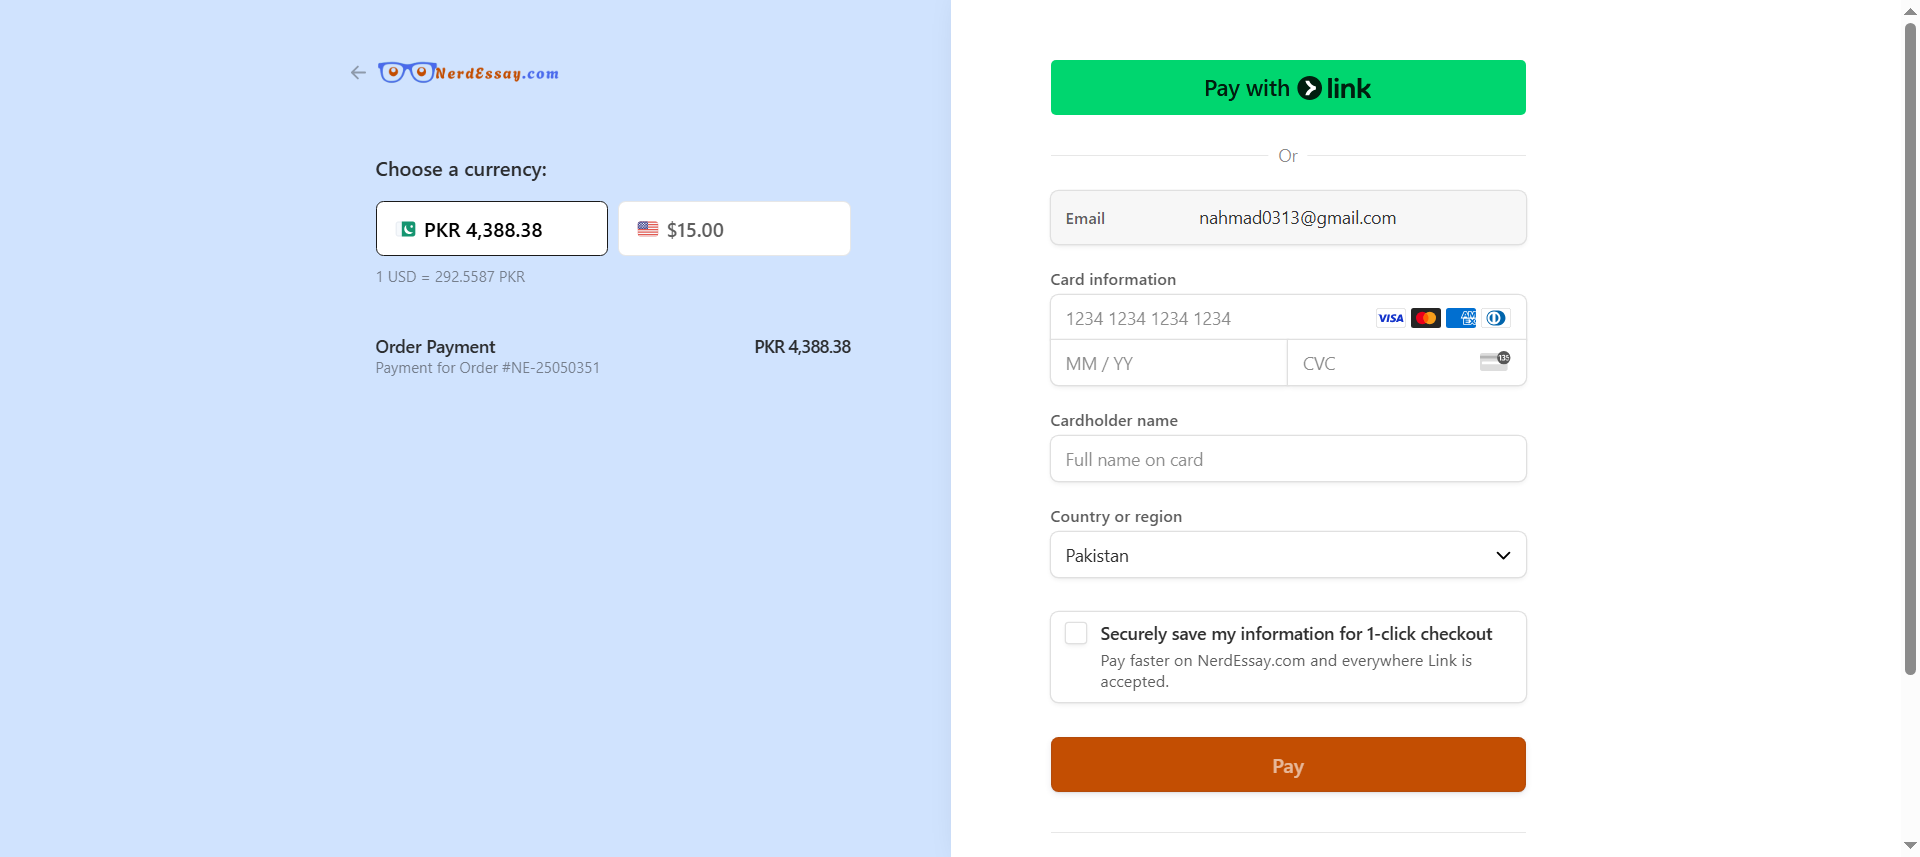 NerdEssay.com
Choose a currency:
PKR 4,388.38
$15.00
1 USD = 292.5587 PKR
Order Payment
PKR 4,388.38
Payment for Order #NE-25050351
Pay with link
Or
Email
nahmad0313@gmail.com
Card information
1234 1234 1234 1234
VISA
AM
EX
MM / YY
CVC
135
Cardholder name
Full name on card
Country or region
Pakistan
Securely save my information for 1-click checkout
Pay faster on NerdEssay.com and everywhere Link is
accepted.
Pay